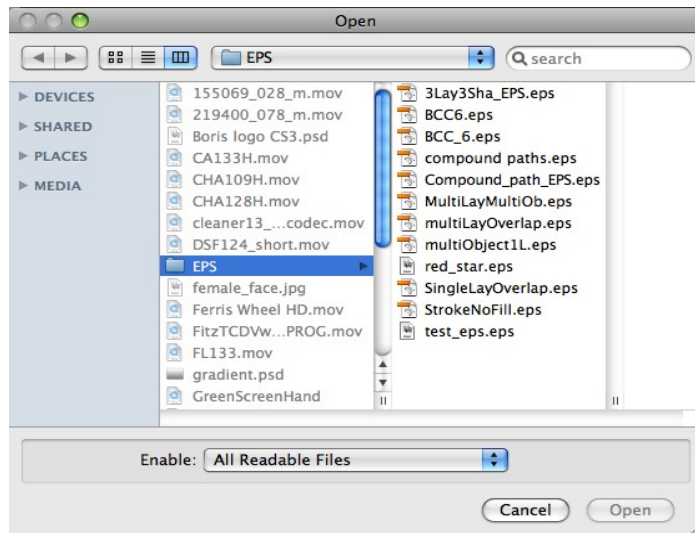 Open
EPS
search
DEVICES
SHARED
PLACES
MEDIA
155069_028_m.mov
219400_078_m.mov
Boris logo CS3.psd
CA133H.mov
CHA109H.mov
CHA128H.mov
cleaner13_...codec.mov
DSF124_short.mov
EPS
female_face.jpg
Ferris Wheel HD.mov
FitzTCDVw...PROG.mov
FL133.mov
gradient.psd
GreenScreenHand
3Lay3Sha_EPS.eps
BCC6.eps
BCC_6.eps
compound paths.eps
Compound_path_EPS.eps
MultiLayMultiOb.eps
multiLayOverlap.eps
multiObject1L.eps
red_star.eps
SingleLayOverlap.eps
StrokeNoFill.eps
test_eps.eps
Enable: All Readable Files
Cancel Open